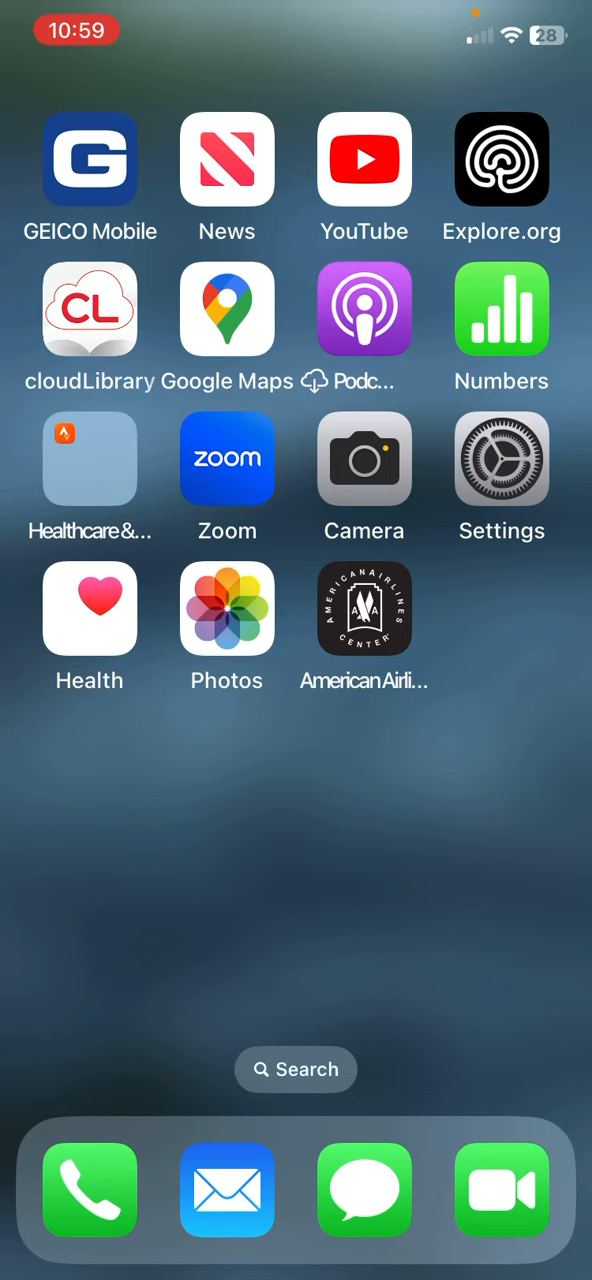 10:59
28
GEICO Mobile
News
YouTube
Explore.org
CL
cloudLibrary
Google Maps
Podc...
Numbers
zoom
Healthcare &...
Zoom
Camera
Settings
AMERICAN AIRLINES
A A
CENTER
Health
Photos
American Airli...
Search